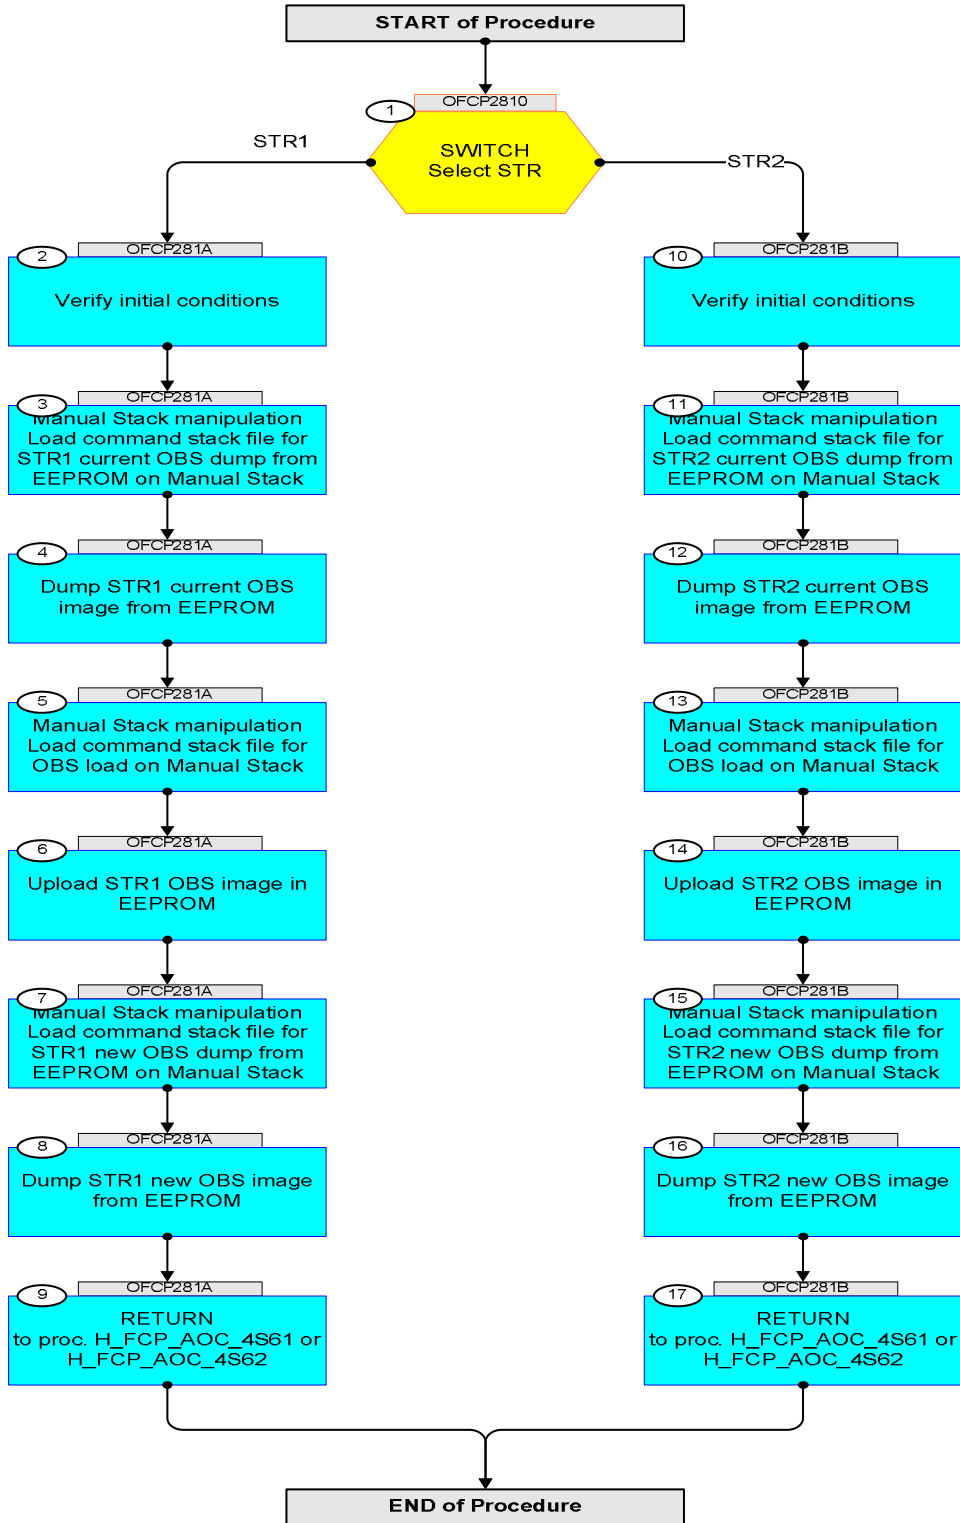 START of Procedure
OFCP2810
1
SWITCH
Select STR
STR1
STR2
OFCP281A
2
Verify initial conditions
OFCP281A
3
Manual Stack manipulation
Load command stack file for
STR1 current OBS dump from
EEPROM on Manual Stack
OFCP281A
4
Dump STR1 current OBS
image from EEPROM
OFCP281A
5
Manual Stack manipulation
Load command stack file for
OBS load on Manual Stack
OFCP281A
6
Upload STR1 OBS image in
EEPROM
OFCP281A
7
Manual Stack manipulation
Load command stack file for
STR1 new OBS dump from
EEPROM on Manual Stack
OFCP281A
8
Dump STR1 new OBS image
from EEPROM
OFCP281A
9
RETURN
to proc. H_FCP_AOC_4S61 or
H_FCP_AOC_4S62
OFCP281B
10
Verify initial conditions
OFCP281B
11
Manual Stack manipulation
Load command stack file for
STR2 current OBS dump from
EEPROM on Manual Stack
OFCP281B
12
Dump STR2 current OBS
image from EEPROM
OFCP281B
13
Manual Stack manipulation
Load command stack file for
OBS load on Manual Stack
OFCP281B
14
Upload STR2 OBS image in
EEPROM
OFCP281B
15
Manual Stack manipulation
Load command stack file for
STR2 new OBS dump from
EEPROM on Manual Stack
OFCP281B
16
Dump STR2 new OBS image
from EEPROM
OFCP281B
17
RETURN
to proc. H_FCP_AOC_4S61 or
H_FCP_AOC_4S62
END of Procedure